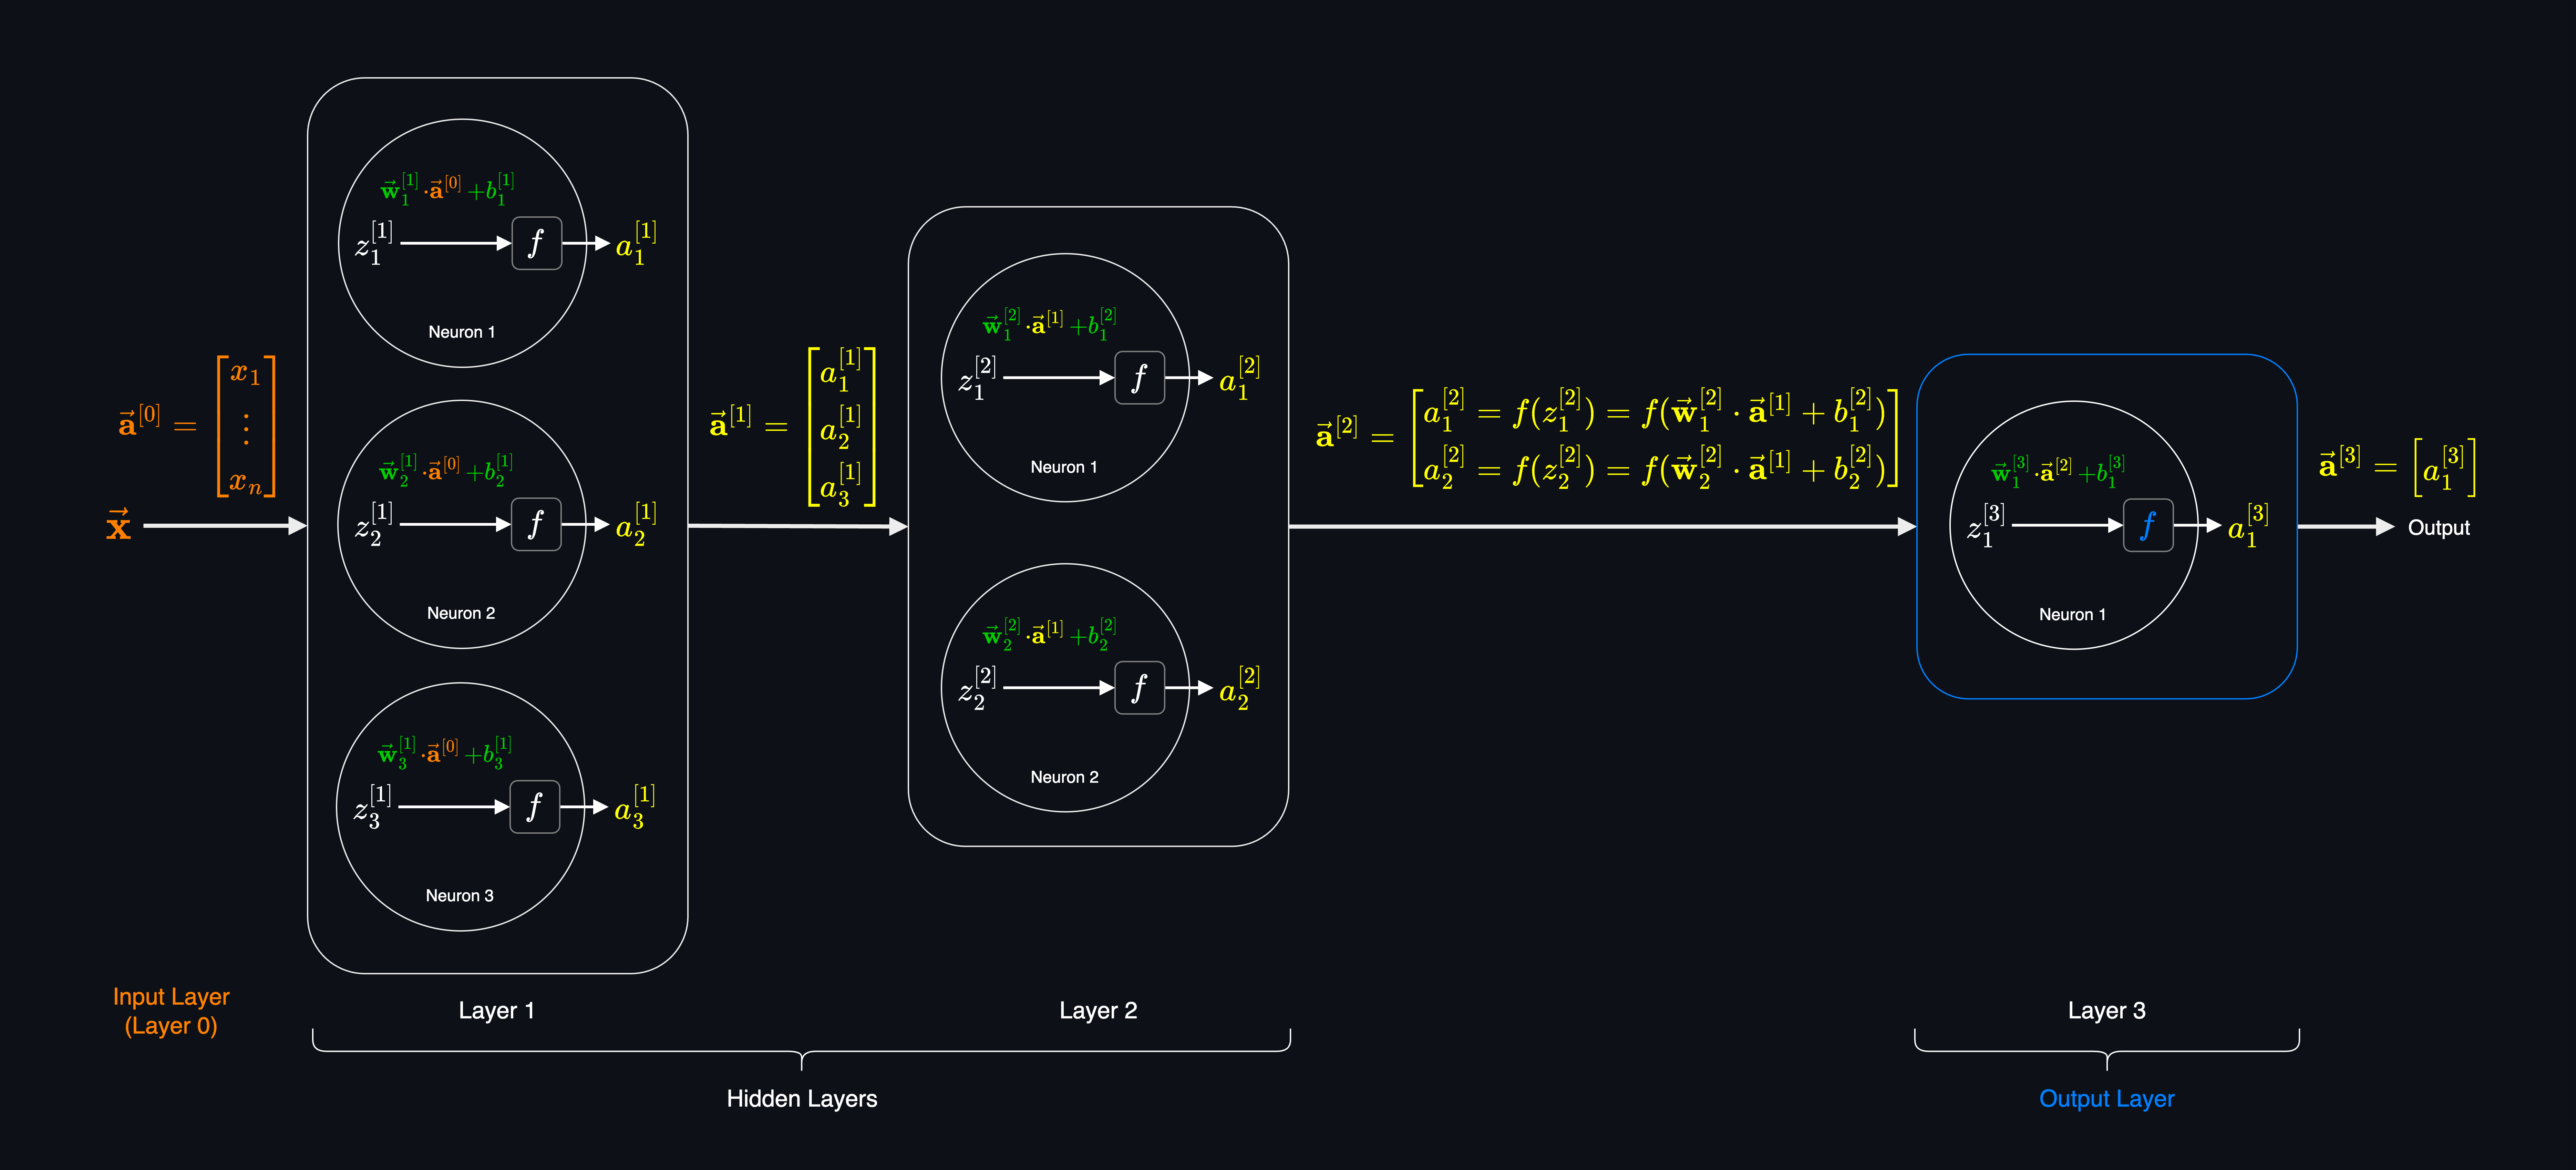 $\vec{\mathbf{x}}$
$\vec{\mathbf{a}}^{[0]} = \begin{bmatrix} x_1 \\ \vdots \\ x_n \end{bmatrix}$
Input Layer
(Layer 0)
$\vec{\mathbf{w}}_1^{[1]} \cdot \vec{\mathbf{a}}^{[0]} + b_1^{[1]}$
$z_1^{[1]}$ $f$ $a_1^{[1]}$
Neuron 1
$\vec{\mathbf{w}}_2^{[1]} \cdot \vec{\mathbf{a}}^{[0]} + b_2^{[1]}$
$z_2^{[1]}$ $f$ $a_2^{[1]}$
Neuron 2
$\vec{\mathbf{w}}_3^{[1]} \cdot \vec{\mathbf{a}}^{[0]} + b_3^{[1]}$
$z_3^{[1]}$ $f$ $a_3^{[1]}$
Neuron 3
Layer 1
$\vec{\mathbf{a}}^{[1]} = \begin{bmatrix} a_1^{[1]} \\ a_2^{[1]} \\ a_3^{[1]} \end{bmatrix}$
$\vec{\mathbf{w}}_1^{[2]} \cdot \vec{\mathbf{a}}^{[1]} + b_1^{[2]}$
$z_1^{[2]}$ $f$ $a_1^{[2]}$
Neuron 1
$\vec{\mathbf{w}}_2^{[2]} \cdot \vec{\mathbf{a}}^{[1]} + b_2^{[2]}$
$z_2^{[2]}$ $f$ $a_2^{[2]}$
Neuron 2
Layer 2
Hidden Layers
$\vec{\mathbf{a}}^{[2]} = \begin{bmatrix} a_1^{[2]} = f(z_1^{[2]}) = f(\vec{\mathbf{w}}_1^{[2]} \cdot \vec{\mathbf{a}}^{[1]} + b_1^{[2]}) \\ a_2^{[2]} = f(z_2^{[2]}) = f(\vec{\mathbf{w}}_2^{[2]} \cdot \vec{\mathbf{a}}^{[1]} + b_2^{[2]}) \end{bmatrix}$
$\vec{\mathbf{w}}_1^{[3]} \cdot \vec{\mathbf{a}}^{[2]} + b_1^{[3]}$
$z_1^{[3]}$ $f$ $a_1^{[3]}$
Neuron 1
Layer 3
Output Layer
$\vec{\mathbf{a}}^{[3]} = \begin{bmatrix} a_1^{[3]} \end{bmatrix}$
Output